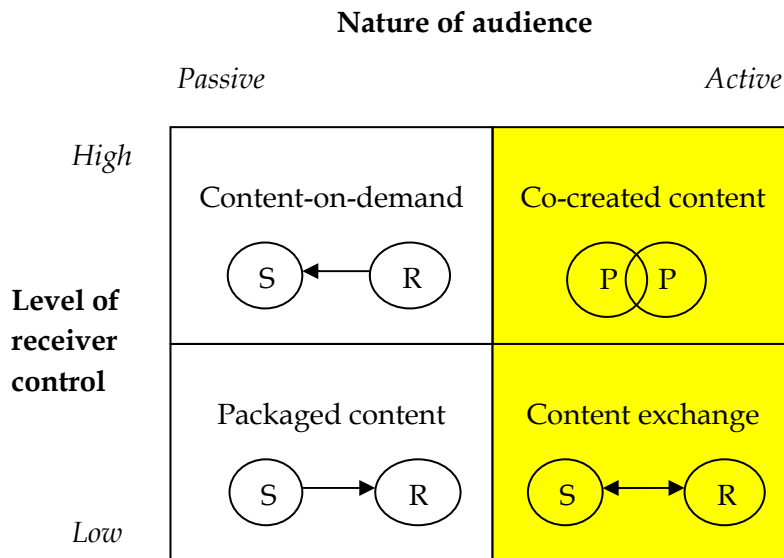 Nature of audience
Passive Active
High
Content-on-demand Co-created content
S R P P
Level of
receiver
control
Packaged content Content exchange
S R S R
Low